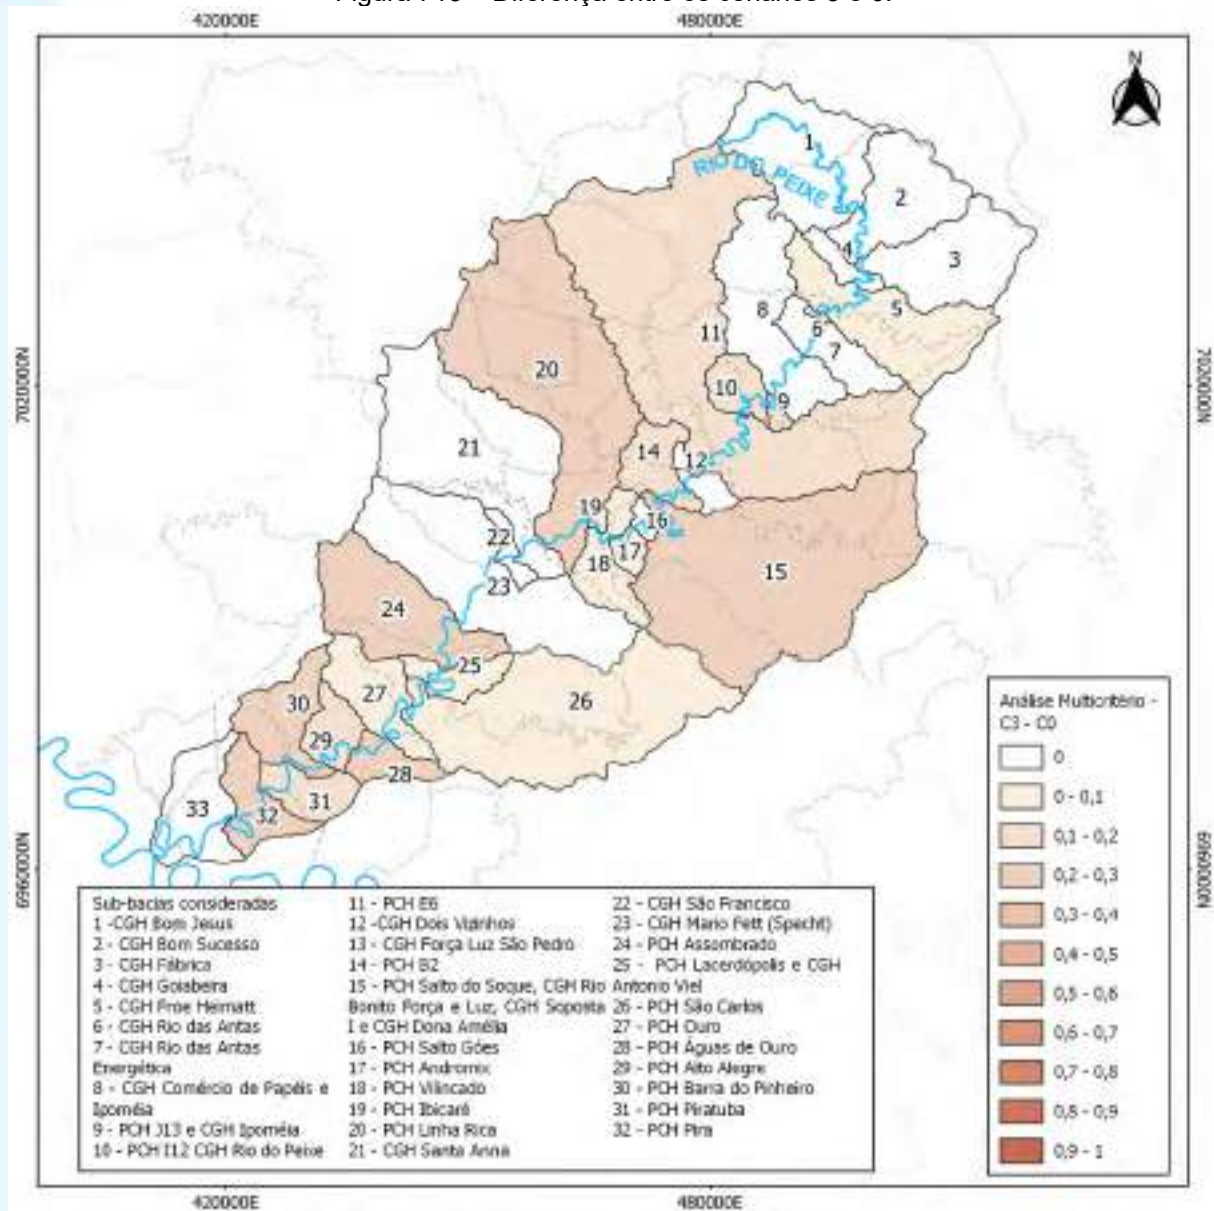 420000E
480000E
N
RIO DO PEIXE
1
2
3
4
5
6
7
8
9
10
11
12
14
15
16
17
18
19
20
21
22
23
24
25
26
27
28
29
30
31
32
33
7020000N
7020000N
6960000N
6960000N
Análise Multicritério -
C3 - C0
0
0 - 0,1
0,1 - 0,2
0,2 - 0,3
0,3 - 0,4
0,4 - 0,5
0,5 - 0,6
0,6 - 0,7
0,7 - 0,8
0,8 - 0,9
0,9 - 1
Sub-bacias consideradas
1 -CGH Bom Jesus
2 - CGH Bom Sucesso
3 - CGH Fábrica
4 - CGH Goiabeira
5 - CGH Froe Heimatt
6 - CGH Rio das Antas
7 - CGH Rio das Antas
Energética
8 - CGH Comércio de Papéis e
Ipoméia
9 - PCH J13 e CGH Ipoméia
10 - PCH I12 CGH Rio do Peixe
11 - PCH E6
12 -CGH Dois Vizinhos
13 - CGH Força Luz São Pedro
14 - PCH B2
15 - PCH Salto do Soque, CGH Rio
Bonito Força e Luz, CGH Soposta
I e CGH Dona Amélia
16 - PCH Salto Góes
17 - PCH Andromix
18 - PCH Vilincado
19 - PCH Ibicaré
20 - PCH Linha Rica
21 - CGH Santa Anna
22 - CGH São Francisco
23 - CGH Mario Fett (Specht)
24 - PCH Assombrado
25 - PCH Lacerdópolis e CGH
Antonio Viel
26 - PCH São Carlos
27 - PCH Ouro
28 - PCH Águas de Ouro
29 - PCH Alto Alegre
30 - PCH Barra do Pinheiro
31 - PCH Piratuba
32 - PCH Pira
420000E
480000E